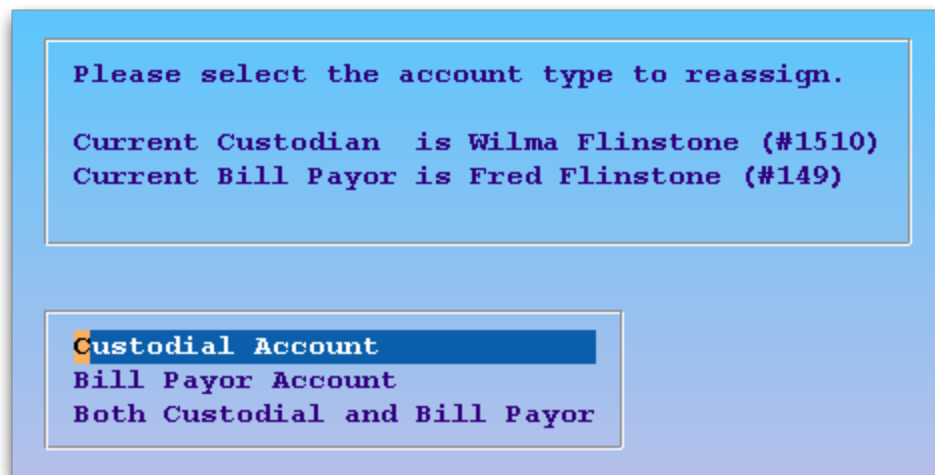 Please select the account type to reassign.
Current Custodian is Wilma Flinstone (#1510)
Current Bill Payor is Fred Flinstone (#149)
Custodial Account
Bill Payor Account
Both Custodial and Bill Payor